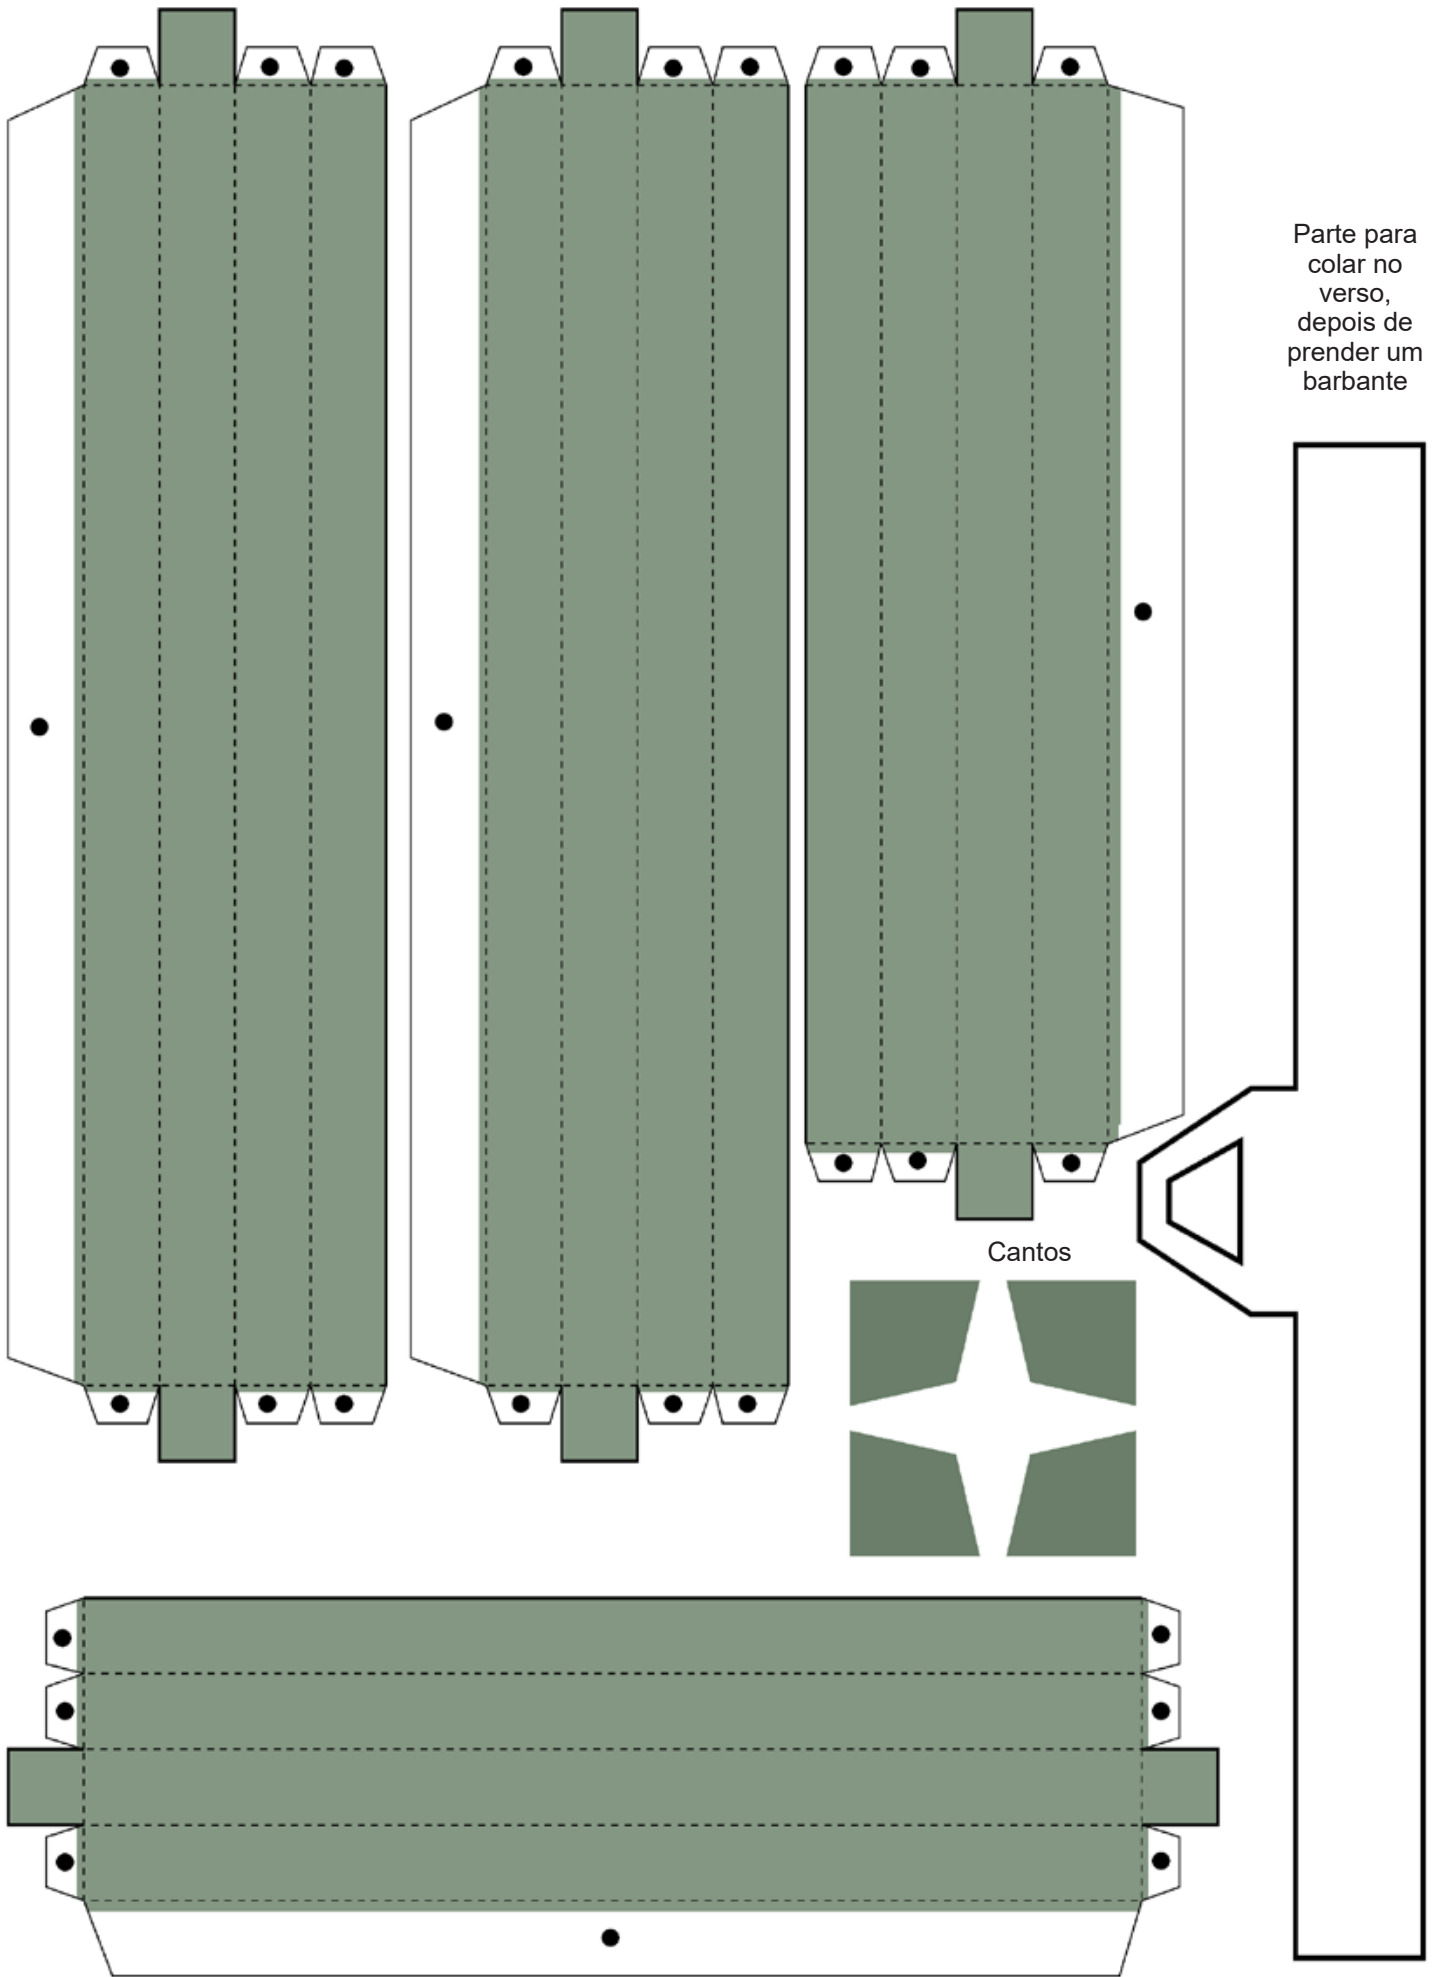 Parte para
colar no
verso,
depois de
prender um
barbante
Cantos